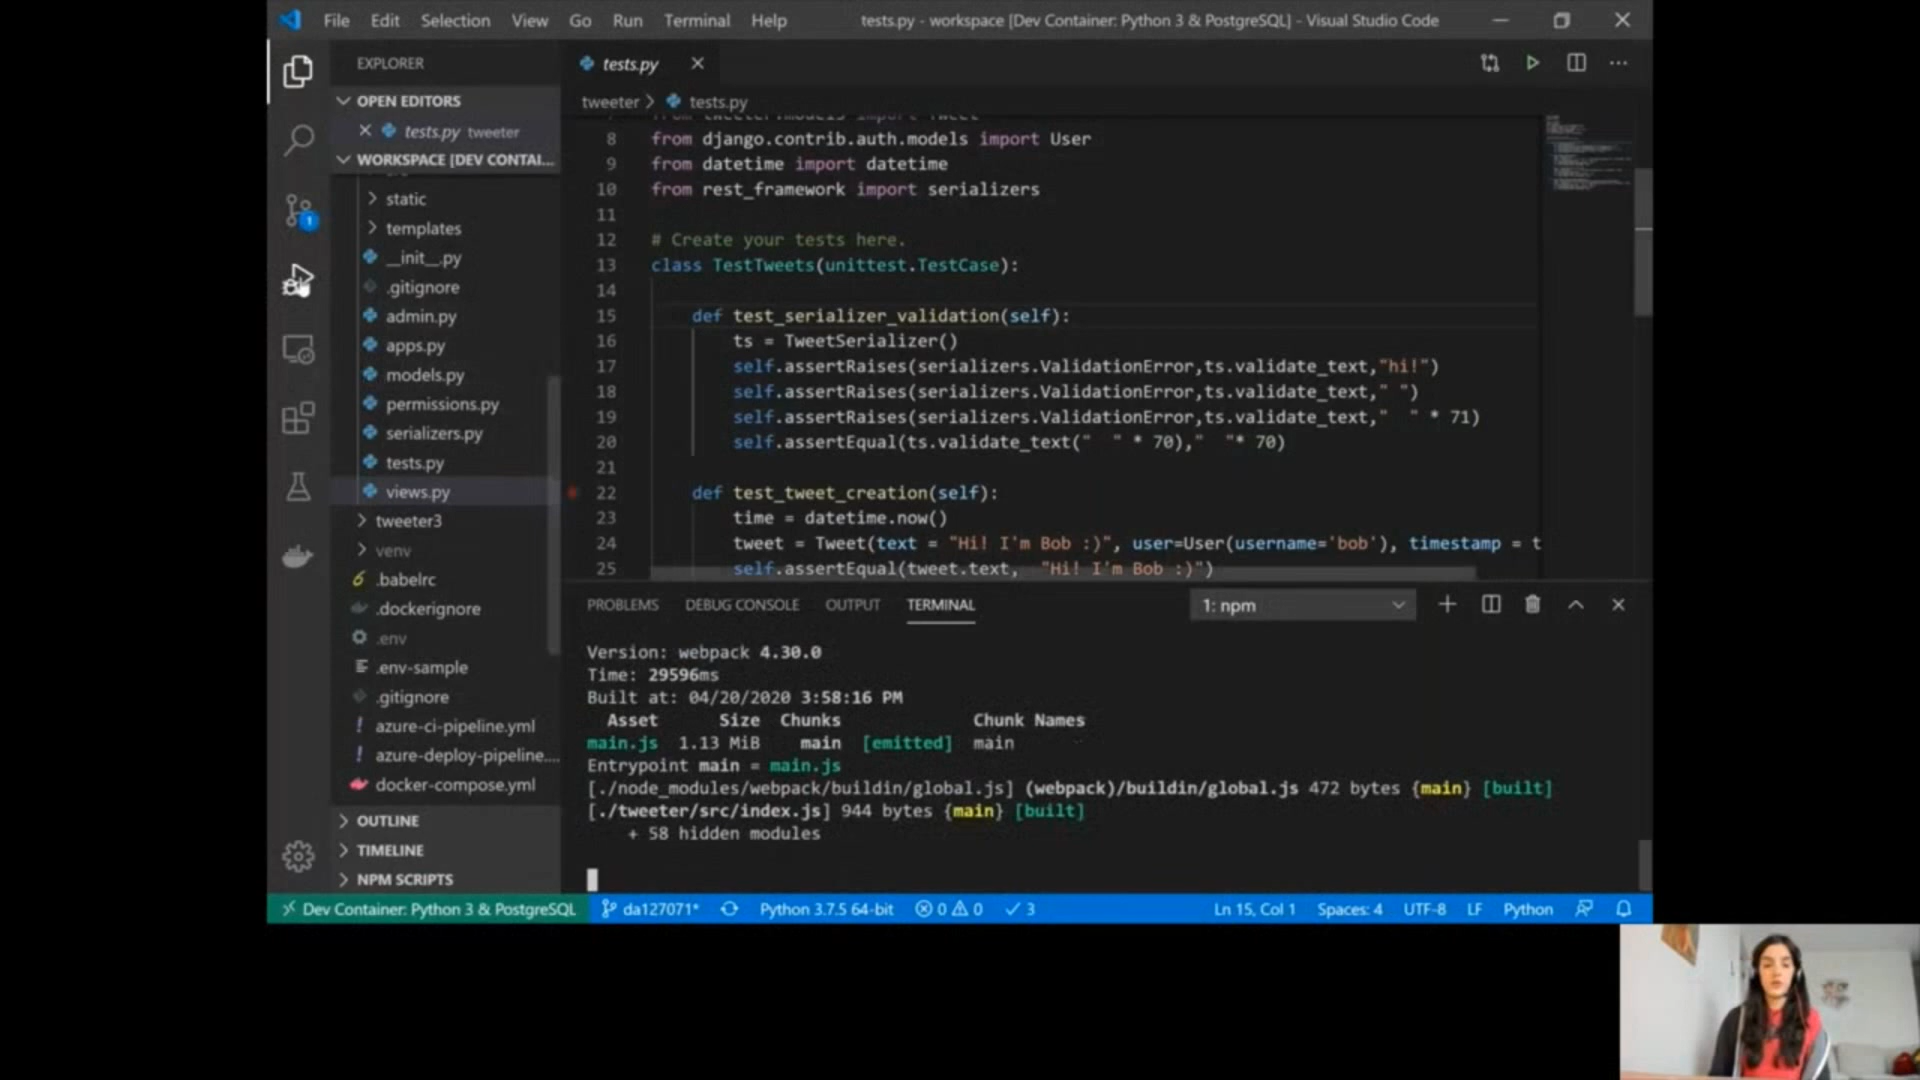 File Edit Selection View Go Run Terminal Help tests.py - workspace [Dev Container: Python 3 & PostgreSQL] - Visual Studio Code
EXPLORER
OPEN EDITORS
tests.py tweeter
WORKSPACE [DEV CONTAI...
static
templates
__init__.py
.gitignore
admin.py
apps.py
models.py
permissions.py
serializers.py
tests.py
views.py
tweeter3
venv
.babelrc
.dockerignore
.env
.env-sample
.gitignore
azure-ci-pipeline.yml
azure-deploy-pipeline....
docker-compose.yml
OUTLINE
TIMELINE
NPM SCRIPTS
1
tests.py
tweeter > tests.py
8 from django.contrib.auth.models import User
9 from datetime import datetime
10 from rest_framework import serializers
11
12 # Create your tests here.
13 class TestTweets(unittest.TestCase):
14
15 def test_serializer_validation(self):
16 ts = TweetSerializer()
17 self.assertRaises(serializers.ValidationError,ts.validate_text,"hi!")
18 self.assertRaises(serializers.ValidationError,ts.validate_text," ")
19 self.assertRaises(serializers.ValidationError,ts.validate_text,"  " * 71)
20 self.assertEqual(ts.validate_text("  " * 70),"  "* 70)
21
22 def test_tweet_creation(self):
23 time = datetime.now()
24 tweet = Tweet(text = "Hi! I'm Bob :)", user=User(username='bob'), timestamp = t
25 self.assertEqual(tweet.text,  "Hi! I'm Bob :)")
PROBLEMS DEBUG CONSOLE OUTPUT TERMINAL 1: npm
Version: webpack 4.30.0
Time: 29596ms
Built at: 04/20/2020 3:58:16 PM
Asset Size Chunks Chunk Names
main.js 1.13 MiB main [emitted] main
Entrypoint main = main.js
[./node_modules/webpack/buildin/global.js] (webpack)/buildin/global.js 472 bytes {main} [built]
[./tweeter/src/index.js] 944 bytes {main} [built]
+ 58 hidden modules
Dev Container: Python 3 & PostgreSQL da127071* Python 3.7.5 64-bit 0 0 3 Ln 15, Col 1 Spaces: 4 UTF-8 LF Python